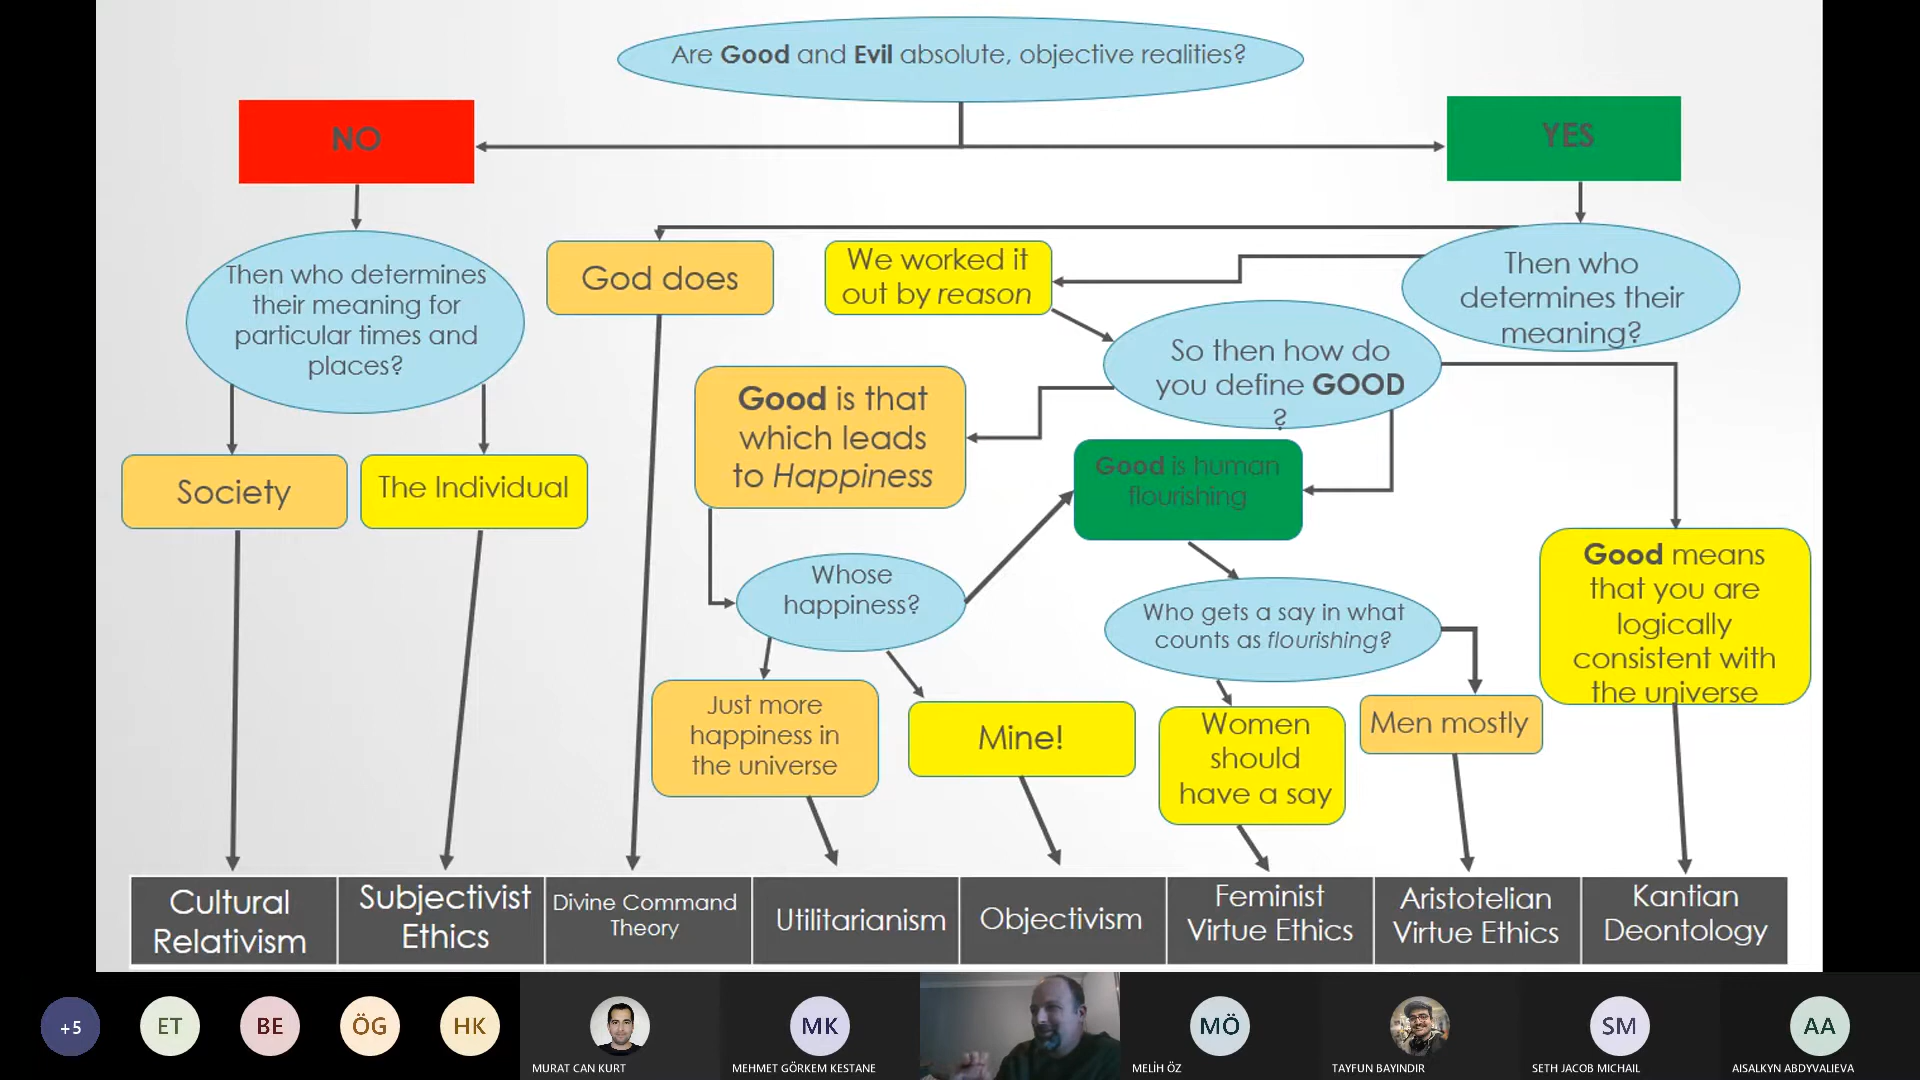 Are Good and Evil absolute, objective realities?
NO
YES
Then who determines
their meaning for
particular times and
places?
God does
We worked it
out by reason
Then who
determines their
meaning?
So then how do
you define GOOD
?
Good is that
which leads
to Happiness
Good is human
flourishing
Society
The Individual
Good means
that you are
logically
consistent with
the universe
Whose
happiness?
Who gets a say in what
counts as flourishing?
Just more
happiness in
the universe
Mine!
Women
should
have a say
Men mostly
Cultural
Relativism
Subjectivist
Ethics
Divine Command
Theory
Utilitarianism
Objectivism
Feminist
Virtue Ethics
Aristotelian
Virtue Ethics
Kantian
Deontology
+5
ET
BE
ÖG
HK
MK
MÖ
SM
AA
MURAT CAN KURT
MEHMET GÖRKEM KESTANE
MELİH ÖZ
TAYFUN BAYINDIR
SETH JACOB MICHAIL
AISALKYN ABDYVALIEVA